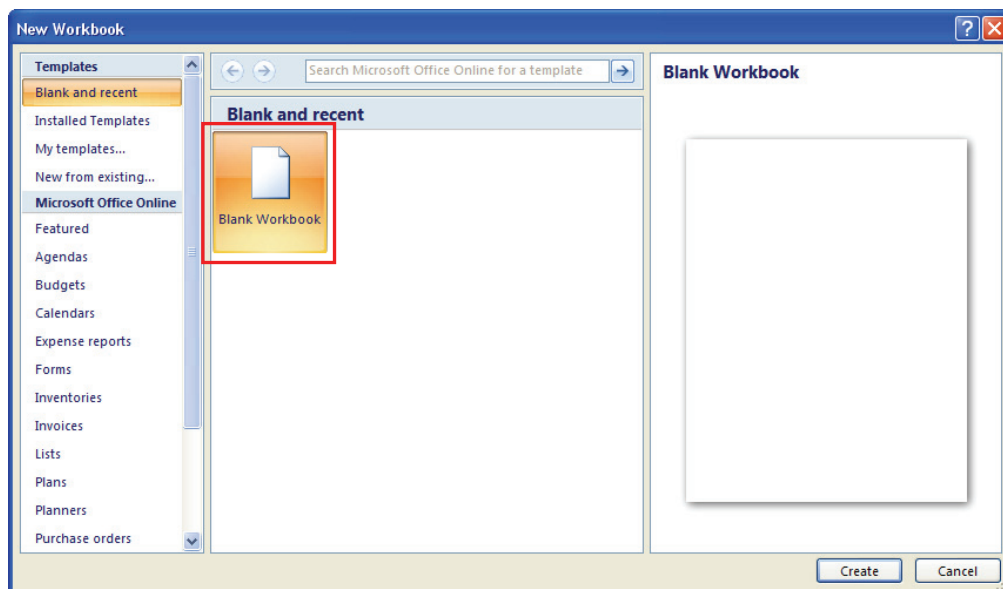 New Workbook
?
Templates
Blank and recent
Installed Templates
My templates...
New from existing...
Microsoft Office Online
Featured
Agendas
Budgets
Calendars
Expense reports
Forms
Inventories
Invoices
Lists
Plans
Planners
Purchase orders
Search Microsoft Office Online for a template
Blank and recent
Blank Workbook
Blank Workbook
Create
Cancel